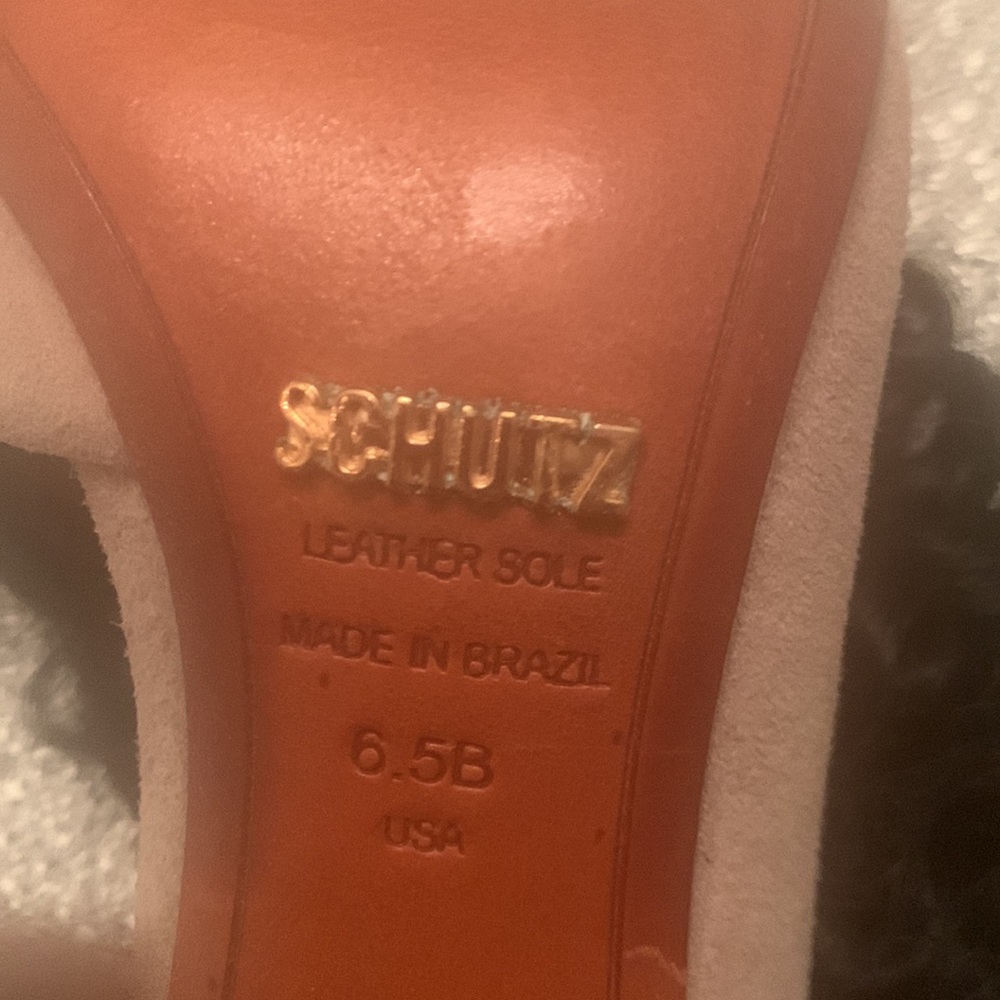 SCHUTZ
LEATHER SOLE
MADE IN BRAZIL
6.5B
USA